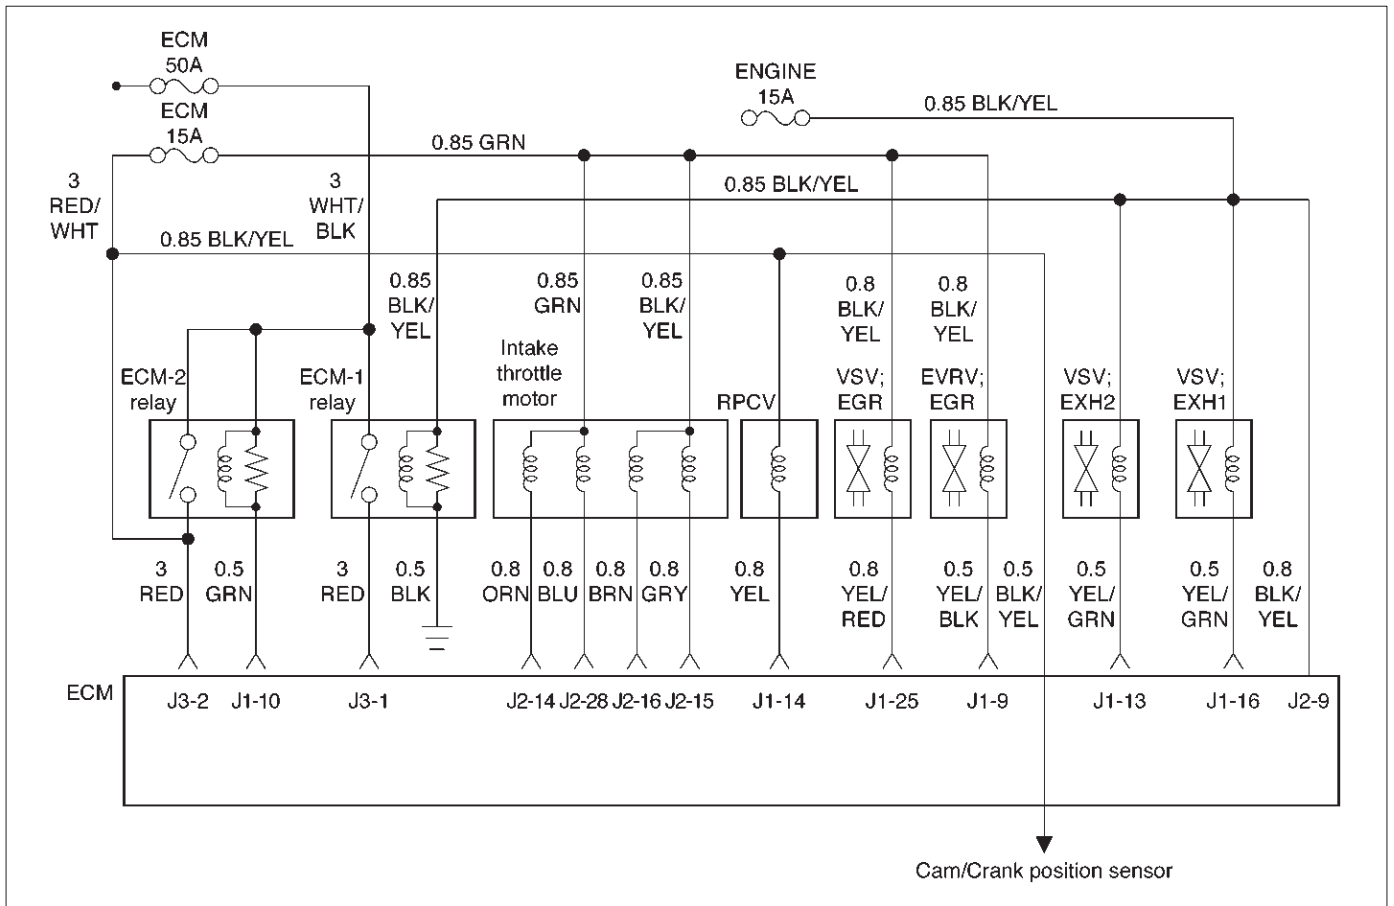 ECM
50A
ECM
15A
ENGINE
15A
0.85 BLK/YEL
0.85 GRN
0.85 BLK/YEL
3
RED/
WHT
3
WHT/
BLK
0.85 BLK/YEL
0.85
BLK/
YEL
0.85
GRN
0.85
BLK/
YEL
0.8
BLK/
YEL
0.8
BLK/
YEL
ECM-2
relay
ECM-1
relay
Intake
throttle
motor
RPCV
VSV;
EGR
EVRV;
EGR
VSV;
EXH2
VSV;
EXH1
3
RED
0.5
GRN
3
RED
0.5
BLK
0.8
ORN
0.8
BLU
0.8
BRN
0.8
GRY
0.8
YEL
0.8
YEL/
RED
0.5
YEL/
BLK
0.5
BLK/
YEL
0.5
YEL/
GRN
0.5
YEL/
GRN
0.8
BLK/
YEL
ECM
J3-2 J1-10 J3-1 J2-14 J2-28 J2-16 J2-15 J1-14 J1-25 J1-9 J1-13 J1-16 J2-9
Cam/Crank position sensor